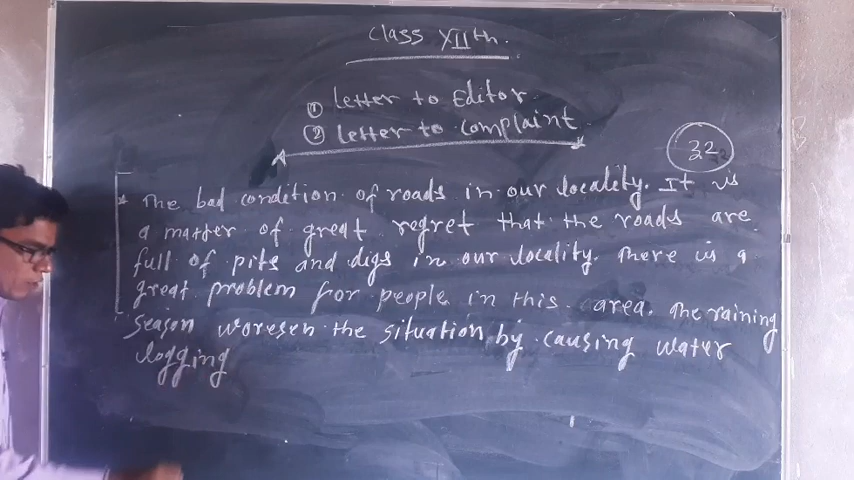 Class XIIth.
① Letter to Editor
② Letter to Complaint
32
* The bad condition of roads in our locality. It is
a matter of great regret that the roads are
full of pits and digs in our locality. There is a
great problem for people in this area. The raining
Season woresen the situation by causing water
logging